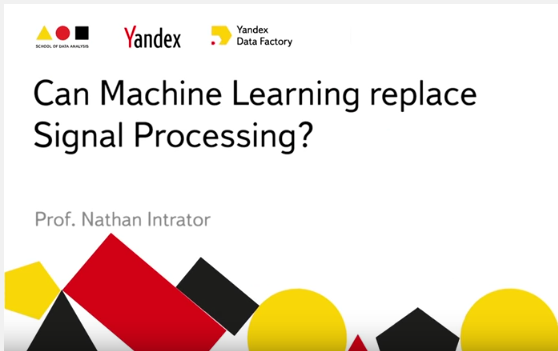 SCHOOL OF DATA ANALYSIS
Yandex
Yandex
Data Factory
Can Machine Learning replace
Signal Processing?
Prof. Nathan Intrator